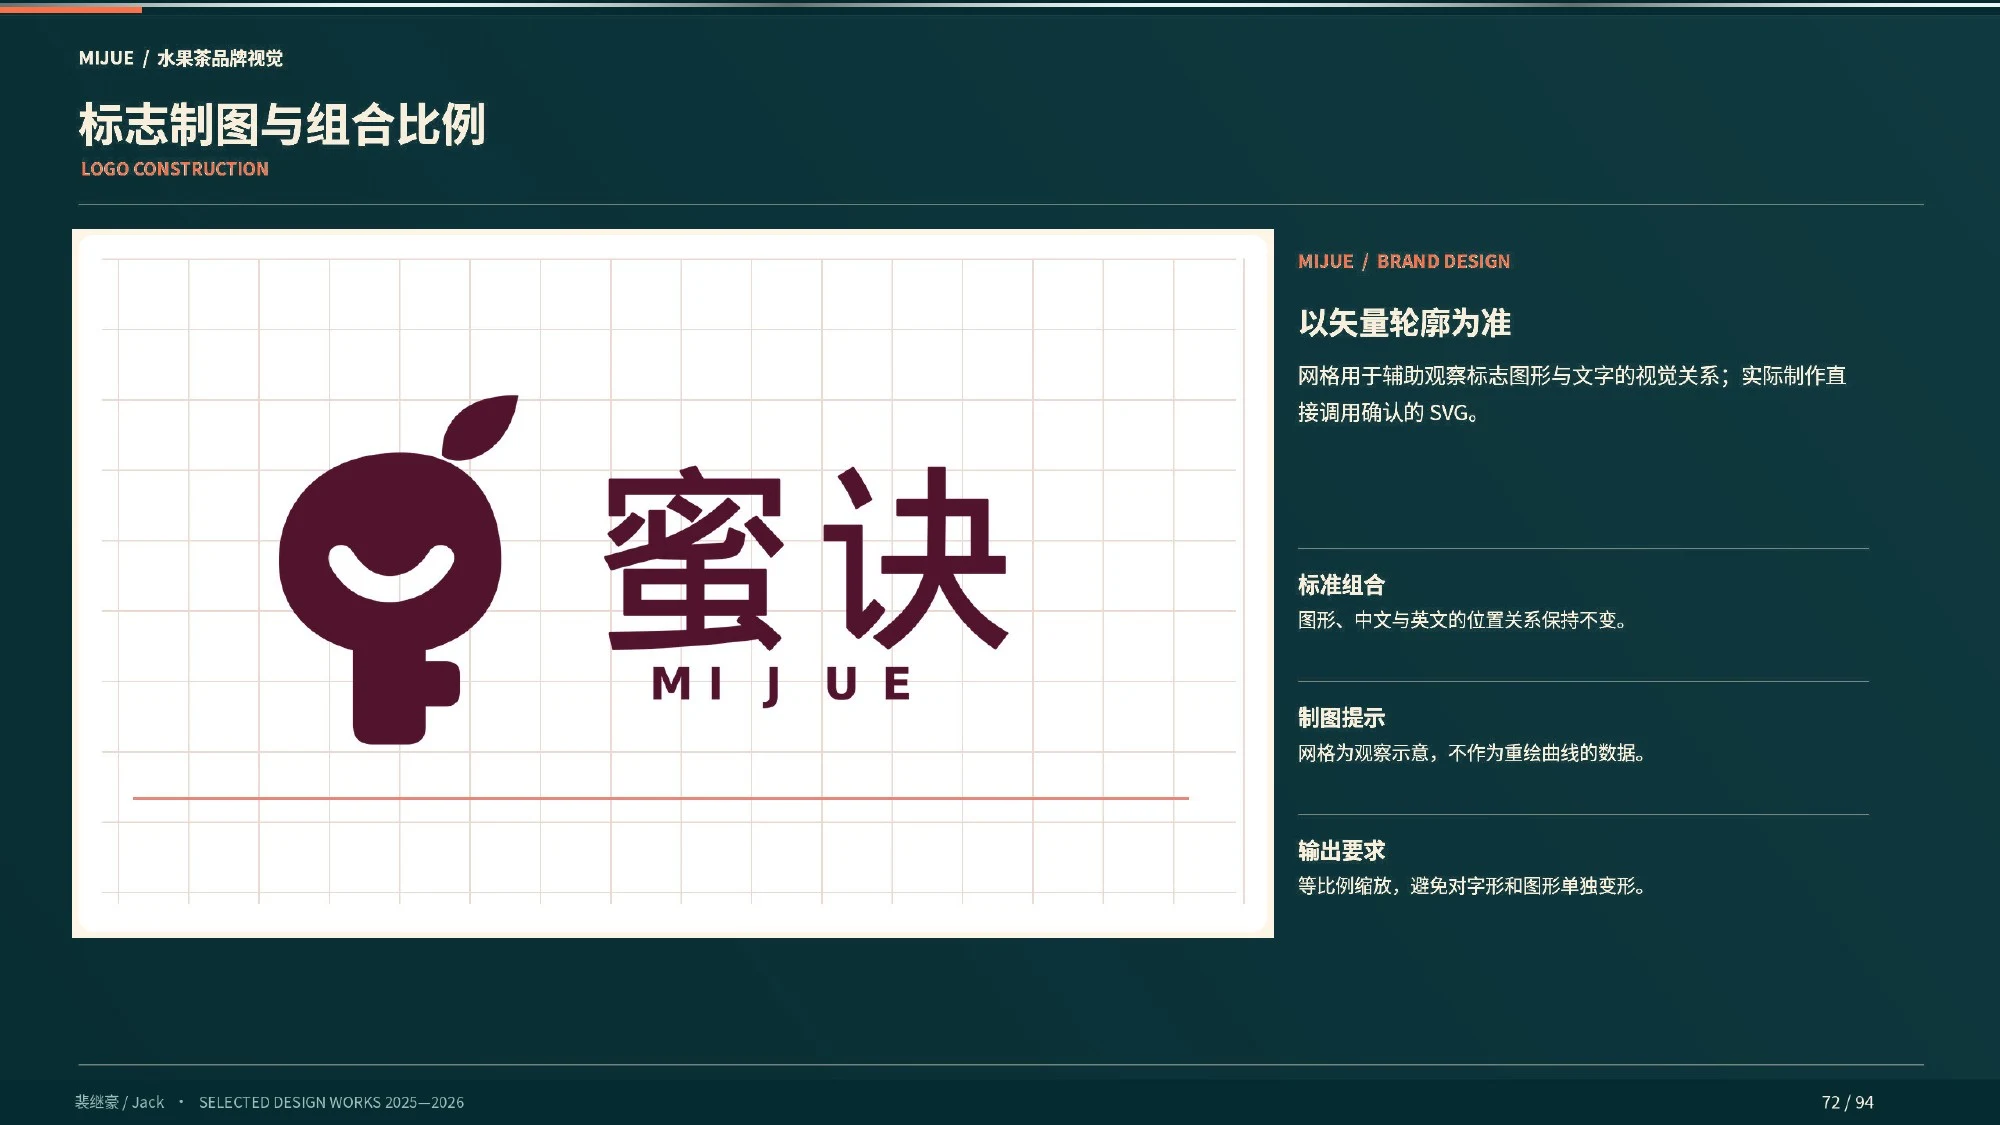 MIJUE / 水果茶品牌视觉
标志制图与组合比例
LOGO CONSTRUCTION
蜜诀
MIJUE
MIJUE / BRAND DESIGN
以矢量轮廓为准
网格用于辅助观察标志图形与文字的视觉关系；实际制作直
接调用确认的 SVG。
标准组合
图形、中文与英文的位置关系保持不变。
制图提示
网格为观察示意，不作为重绘曲线的数据。
输出要求
等比例缩放，避免对字形和图形单独变形。
裴继豪 / Jack · SELECTED DESIGN WORKS 2025—2026
72 / 94